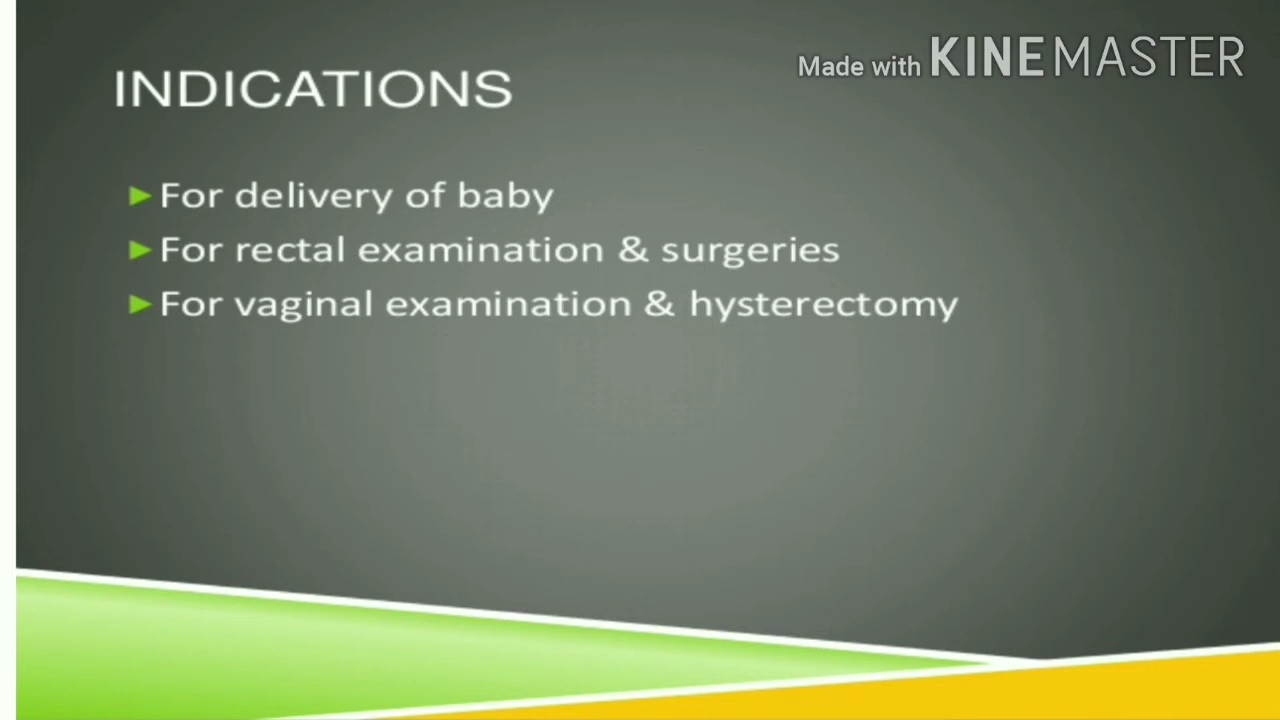 Made with KINEMASTER
INDICATIONS
For delivery of baby
For rectal examination & surgeries
For vaginal examination & hysterectomy